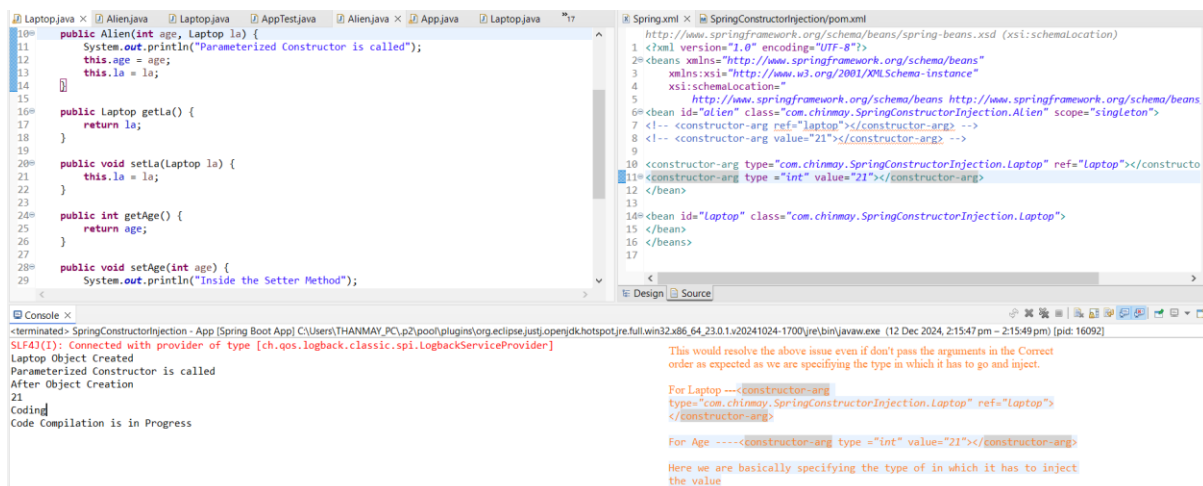 Laptop.java × Alien.java Laptop.java AppTest.java Alien.java × App.java Laptop.java »17
10 public Alien(int age, Laptop la) {
11 System.out.println("Parameterized Constructor is called");
12 this.age = age;
13 this.la = la;
14 }
15
16 public Laptop getLa() {
17 return la;
18 }
19
20 public void setLa(Laptop la) {
21 this.la = la;
22 }
23
24 public int getAge() {
25 return age;
26 }
27
28 public void setAge(int age) {
29 System.out.println("Inside the Setter Method");
Spring.xml × SpringConstructorInjection/pom.xml
http://www.springframework.org/schema/beans/spring-beans.xsd (xsi:schemaLocation)
1 <?xml version="1.0" encoding="UTF-8"?>
2 <beans xmlns="http://www.springframework.org/schema/beans"
3 xmlns:xsi="http://www.w3.org/2001/XMLSchema-instance"
4 xsi:schemaLocation="
5 http://www.springframework.org/schema/beans http://www.springframework.org/schema/beans
6 <bean id="alien" class="com.chinmay.SpringConstructorInjection.Alien" scope="singleton">
7 <!-- <constructor-arg ref="laptop"></constructor-arg> -->
8 <!-- <constructor-arg value="21"></constructor-arg> -->
9
10 <constructor-arg type="com.chinmay.SpringConstructorInjection.Laptop" ref="laptop"></constructo
11 <constructor-arg type ="int" value="21"></constructor-arg>
12 </bean>
13
14 <bean id="laptop" class="com.chinmay.SpringConstructorInjection.Laptop">
15 </bean>
16 </beans>
17
Design Source
Console ×
<terminated> SpringConstructorInjection - App [Spring Boot App] C:\Users\THANMAY_PC\.p2\pool\plugins\org.eclipse.justj.openjdk.hotspot.jre.full.win32.x86_64_23.0.1.v20241024-1700\jre\bin\javaw.exe (12 Dec 2024, 2:15:47 pm – 2:15:49 pm) [pid: 16092]
SLF4J(I): Connected with provider of type [ch.qos.logback.classic.spi.LogbackServiceProvider]
Laptop Object Created
Parameterized Constructor is called
After Object Creation
21
Coding
Code Compilation is in Progress
This would resolve the above issue even if don't pass the arguments in the Correct
order as expected as we are specifying the type in which it has to go and inject.
For Laptop ---<constructor-arg
type="com.chinmay.SpringConstructorInjection.Laptop" ref="laptop">
</constructor-arg>
For Age ----<constructor-arg type ="int" value="21"></constructor-arg>
Here we are basically specifying the type of in which it has to inject
the value